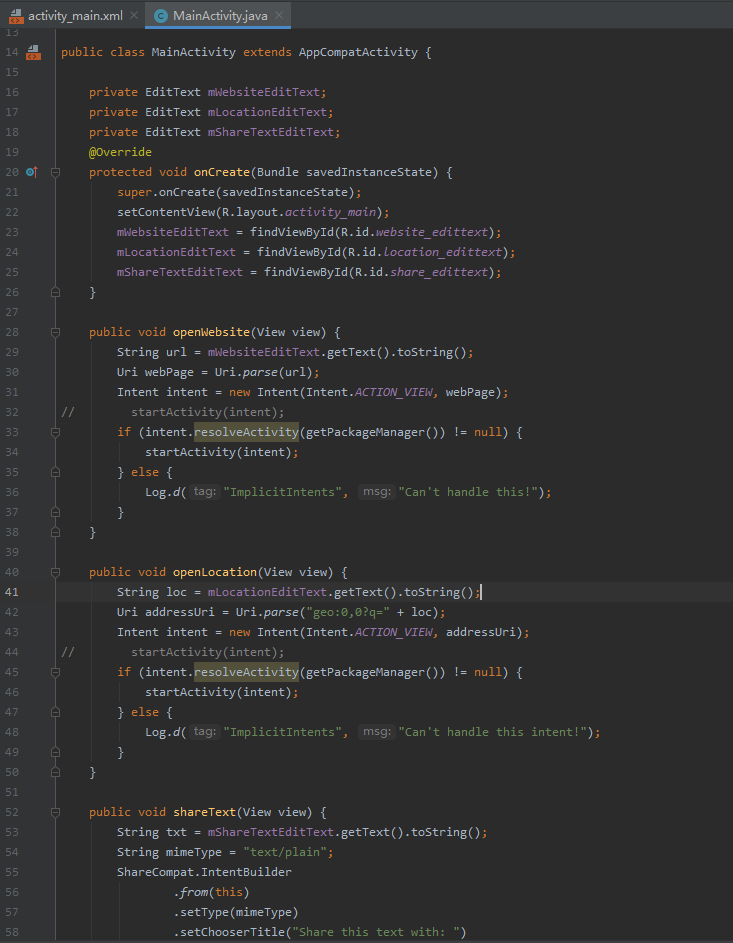 activity_main.xml MainActivity.java
13
14 public class MainActivity extends AppCompatActivity {
15
16 private EditText mWebsiteEditText;
17 private EditText mLocationEditText;
18 private EditText mShareTextEditText;
19 @Override
20 protected void onCreate(Bundle savedInstanceState) {
21 super.onCreate(savedInstanceState);
22 setContentView(R.layout.activity_main);
23 mWebsiteEditText = findViewById(R.id.website_edittext);
24 mLocationEditText = findViewById(R.id.location_edittext);
25 mShareTextEditText = findViewById(R.id.share_edittext);
26 }
27
28 public void openWebsite(View view) {
29 String url = mWebsiteEditText.getText().toString();
30 Uri webPage = Uri.parse(url);
31 Intent intent = new Intent(Intent.ACTION_VIEW, webPage);
32 // startActivity(intent);
33 if (intent.resolveActivity(getPackageManager()) != null) {
34 startActivity(intent);
35 } else {
36 Log.d( tag: "ImplicitIntents", msg: "Can't handle this!");
37 }
38 }
39
40 public void openLocation(View view) {
41 String loc = mLocationEditText.getText().toString();
42 Uri addressUri = Uri.parse("geo:0,0?q=" + loc);
43 Intent intent = new Intent(Intent.ACTION_VIEW, addressUri);
44 // startActivity(intent);
45 if (intent.resolveActivity(getPackageManager()) != null) {
46 startActivity(intent);
47 } else {
48 Log.d( tag: "ImplicitIntents", msg: "Can't handle this intent!");
49 }
50 }
51
52 public void shareText(View view) {
53 String txt = mShareTextEditText.getText().toString();
54 String mimeType = "text/plain";
55 ShareCompat.IntentBuilder
56 .from(this)
57 .setType(mimeType)
58 .setChooserTitle("Share this text with: ")